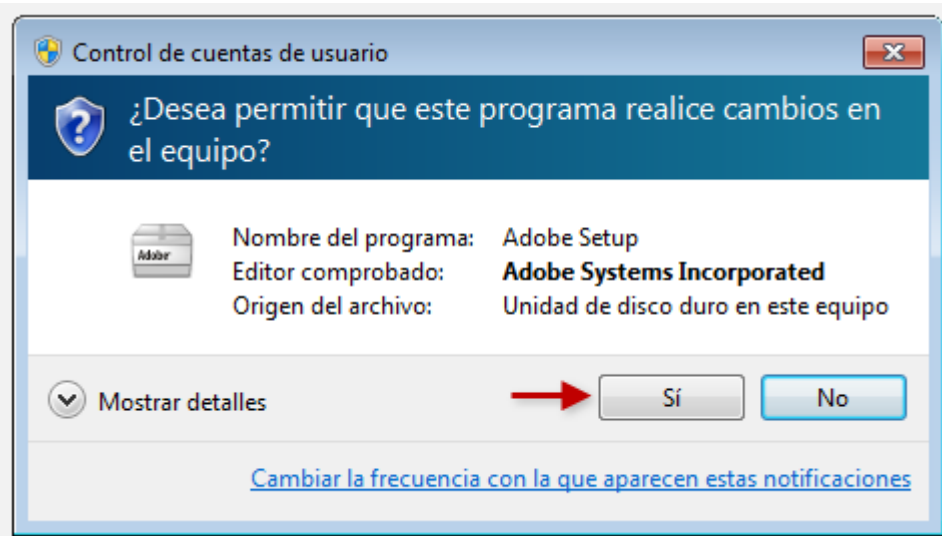 Control de cuentas de usuario
¿Desea permitir que este programa realice cambios en
el equipo?
Adobe
Nombre del programa: Adobe Setup
Editor comprobado: Adobe Systems Incorporated
Origen del archivo: Unidad de disco duro en este equipo
Mostrar detalles Sí No
Cambiar la frecuencia con la que aparecen estas notificaciones